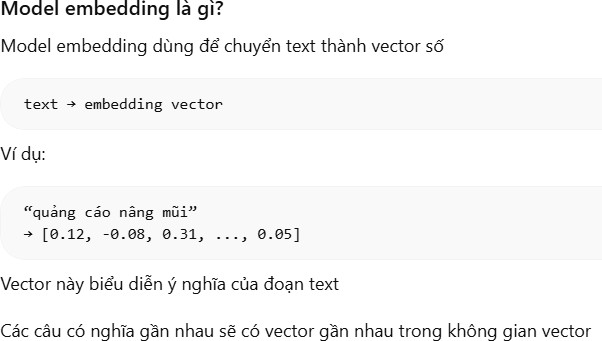 Model embedding là gì?
Model embedding dùng để chuyển text thành vector số
text → embedding vector
Ví dụ:
“quảng cáo nâng mũi”
→ [0.12, -0.08, 0.31, ..., 0.05]
Vector này biểu diễn ý nghĩa của đoạn text
Các câu có nghĩa gần nhau sẽ có vector gần nhau trong không gian vector